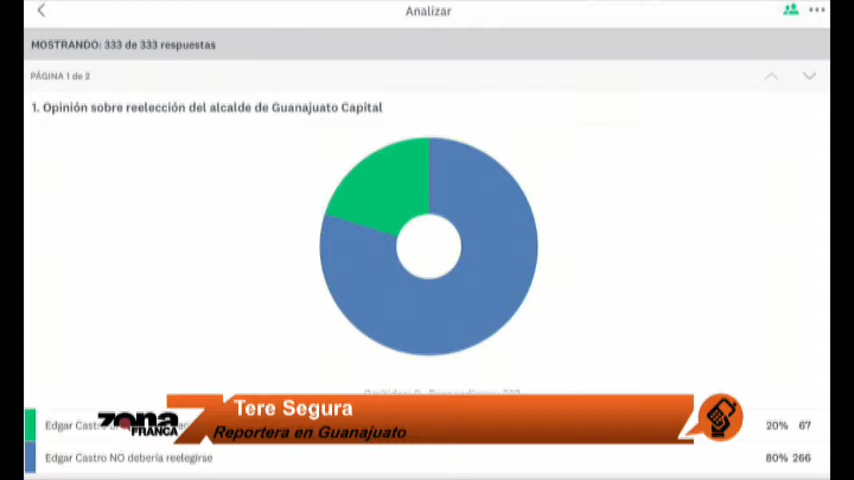 Analizar
MOSTRANDO: 333 de 333 respuestas
PÁGINA 1 de 2
1. Opinión sobre reelección del alcalde de Guanajuato Capital
Tere Segura
zona
FRANCA
Reportera en Guanajuato
Edgar Castro
20% 67
Edgar Castro NO debería reelegirse
80% 266